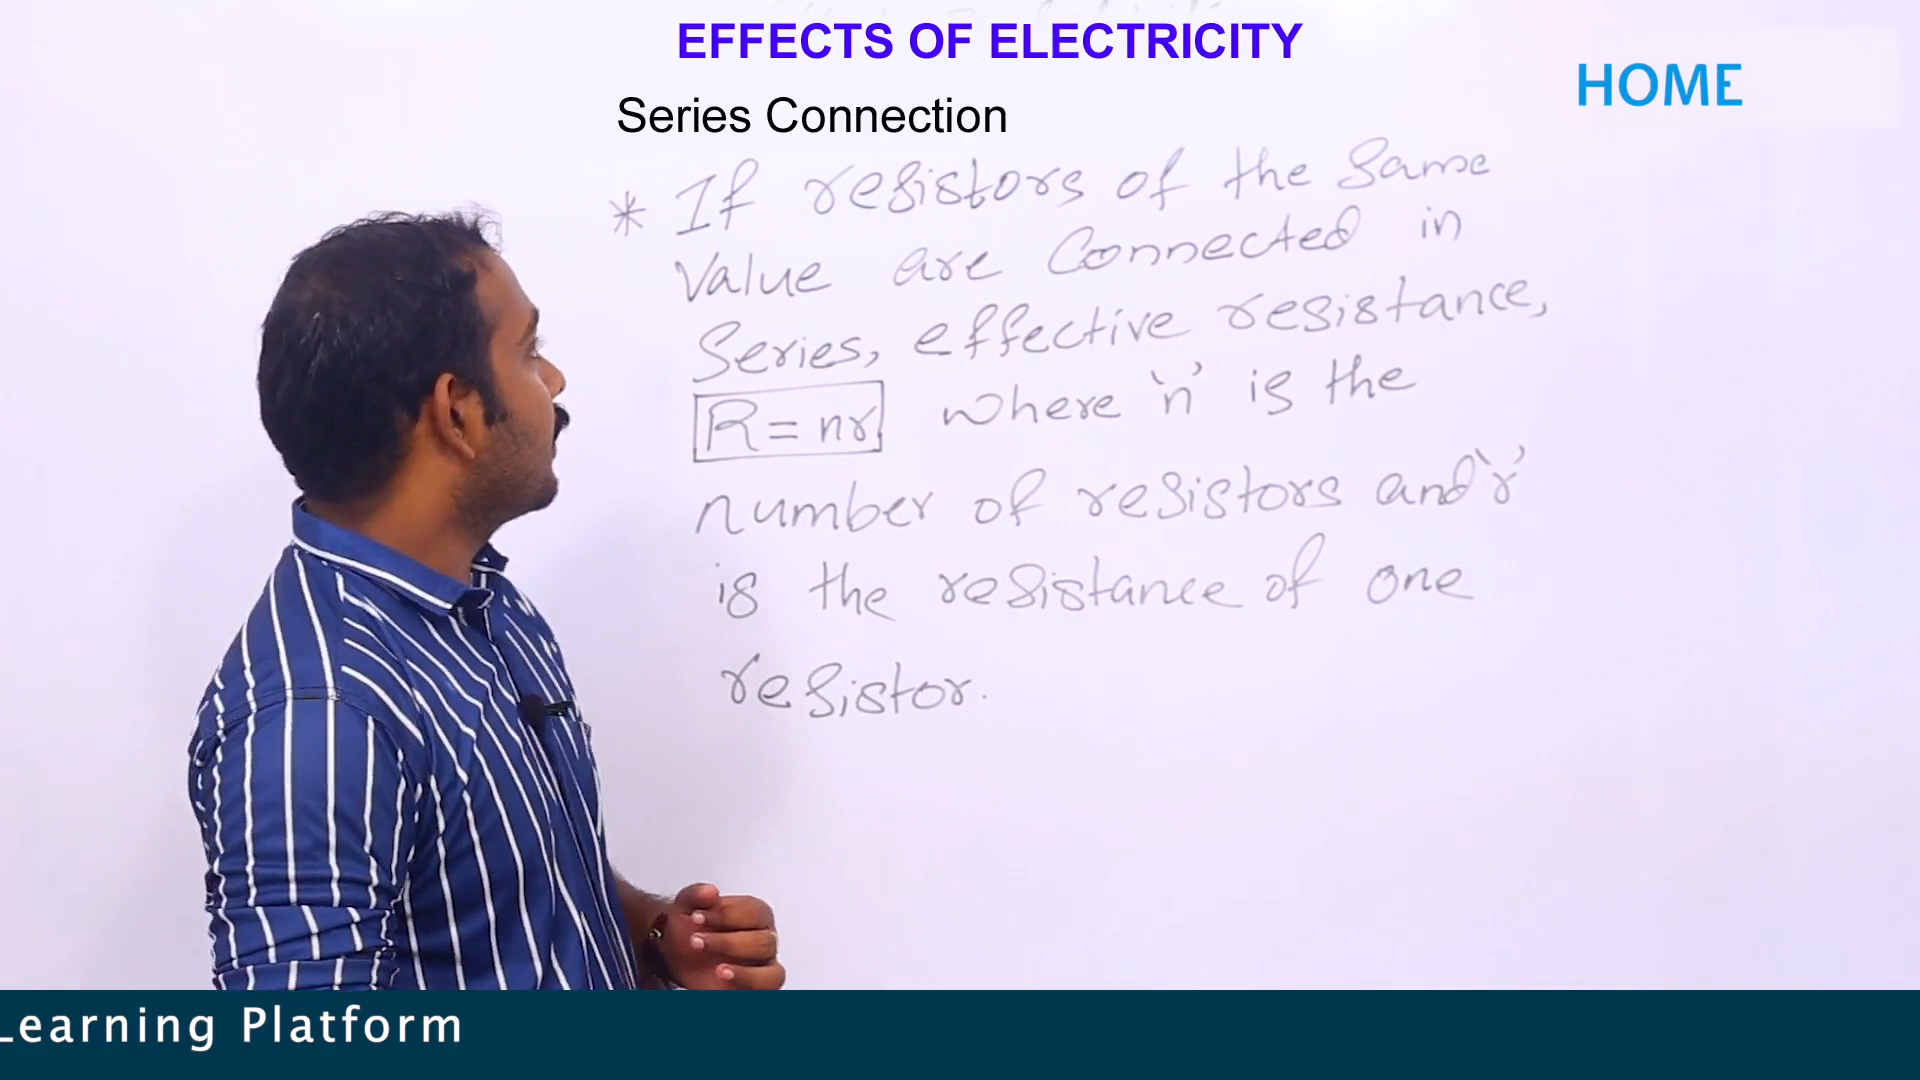 EFFECTS OF ELECTRICITY
HOME
Series Connection
* If resistors of the same
value are Connected in
Series, effective resistance,
R = nr where 'n' is the
number of resistors and 'r'
is the resistance of one
resistor.
Learning Platform